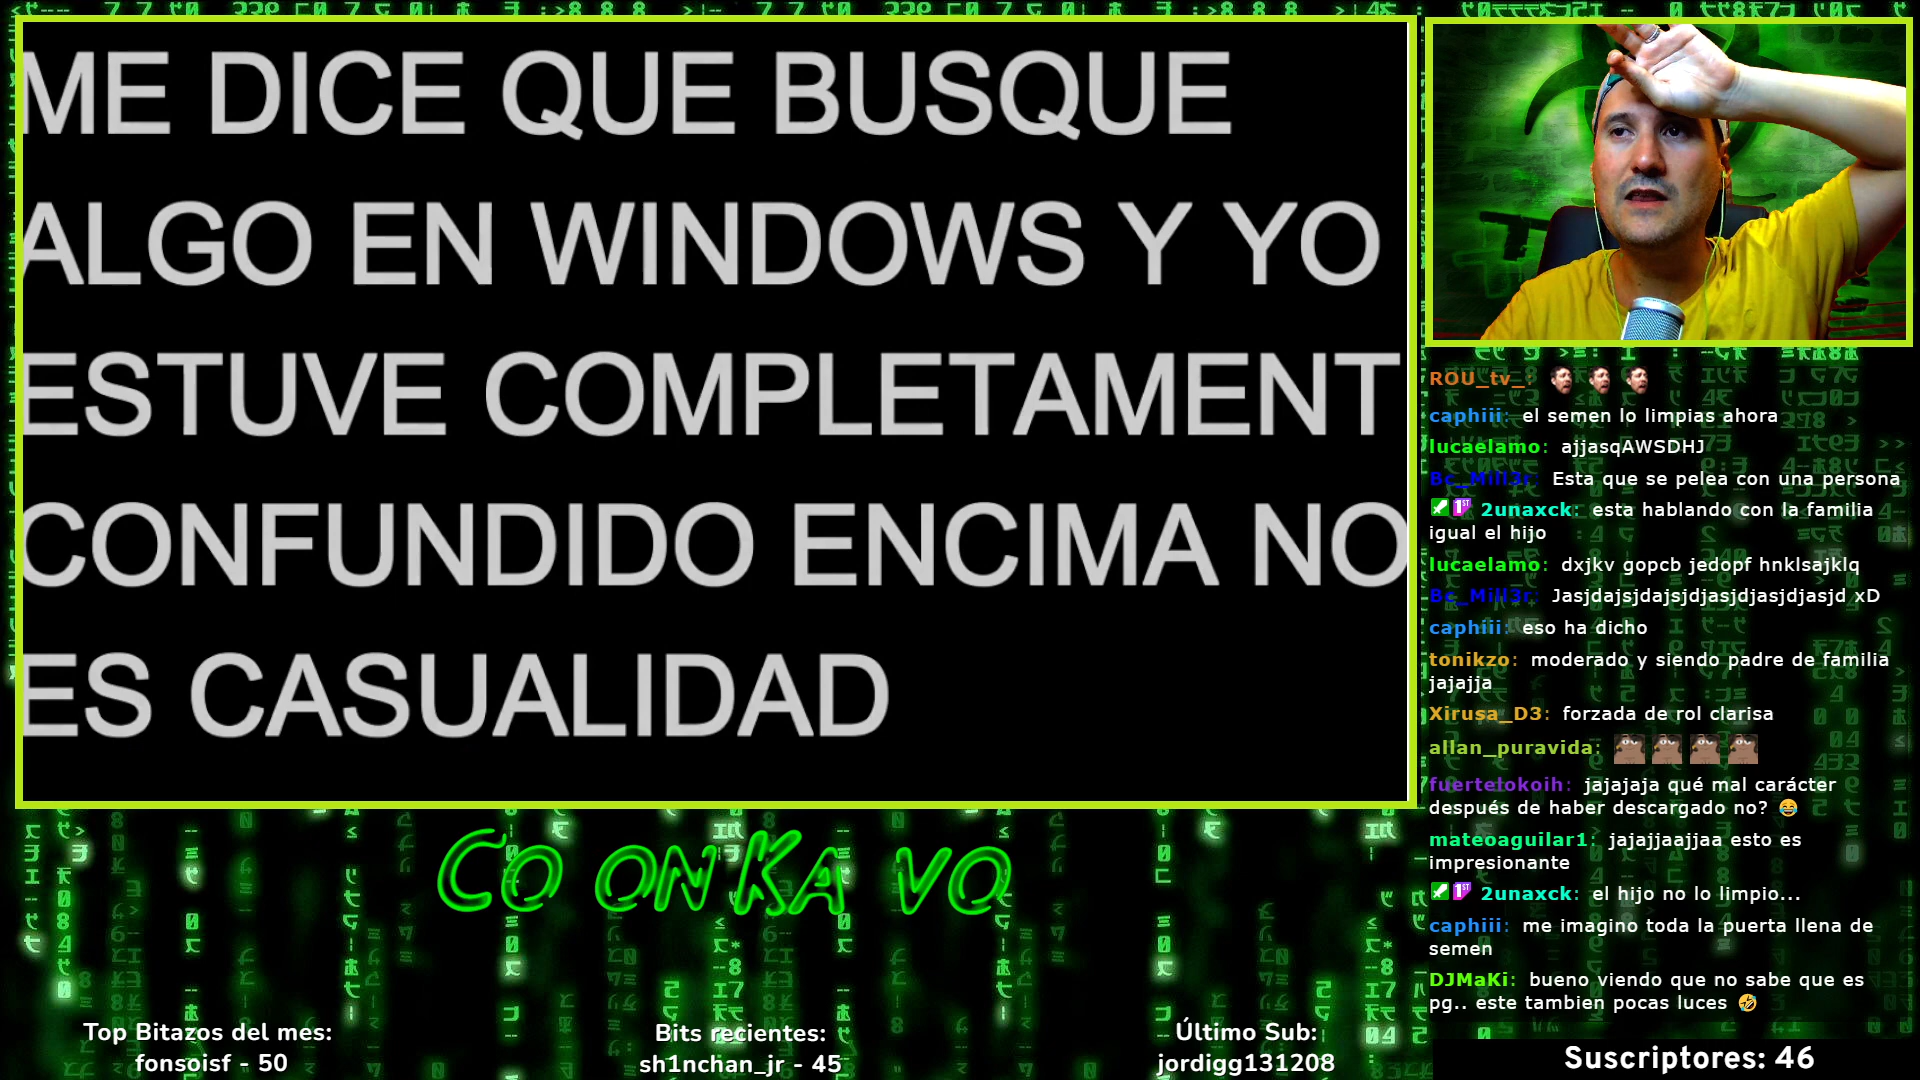 ME DICE QUE BUSQUE
ALGO EN WINDOWS Y YO
ESTUVE COMPLETAMENT
CONFUNDIDO ENCIMA NO
ES CASUALIDAD
ROU_tv_:
caphiii: el semen lo limpias ahora
lucaelamo: ajjasqAWSDHJ
Bc_Mill3r: Esta que se pelea con una persona
2unaxck: esta hablando con la familia
igual el hijo
lucaelamo: dxjkv gopcb jedopf hnklsajklq
Bc_Mill3r: Jasjdajsjdajsjdjasjdjasjdjasjd xD
caphiii: eso ha dicho
tonikzo: moderado y siendo padre de familia
jajajja
Xirusa_D3: forzada de rol clarisa
allan_puravida:
fuertelokoih: jajajaja qué mal carácter
después de haber descargado no? 😂
mateoaguilar1: jajajjaajjaa esto es
impresionante
2unaxck: el hijo no lo limpio...
caphiii: me imagino toda la puerta llena de
semen
DJMaKi: bueno viendo que no sabe que es
pg.. este tambien pocas luces 🤣
CO ON KA VO
Top Bitazos del mes:
fonsoisf - 50
Bits recientes:
sh1nchan_jr - 45
Último Sub:
jordigg131208
Suscriptores: 46